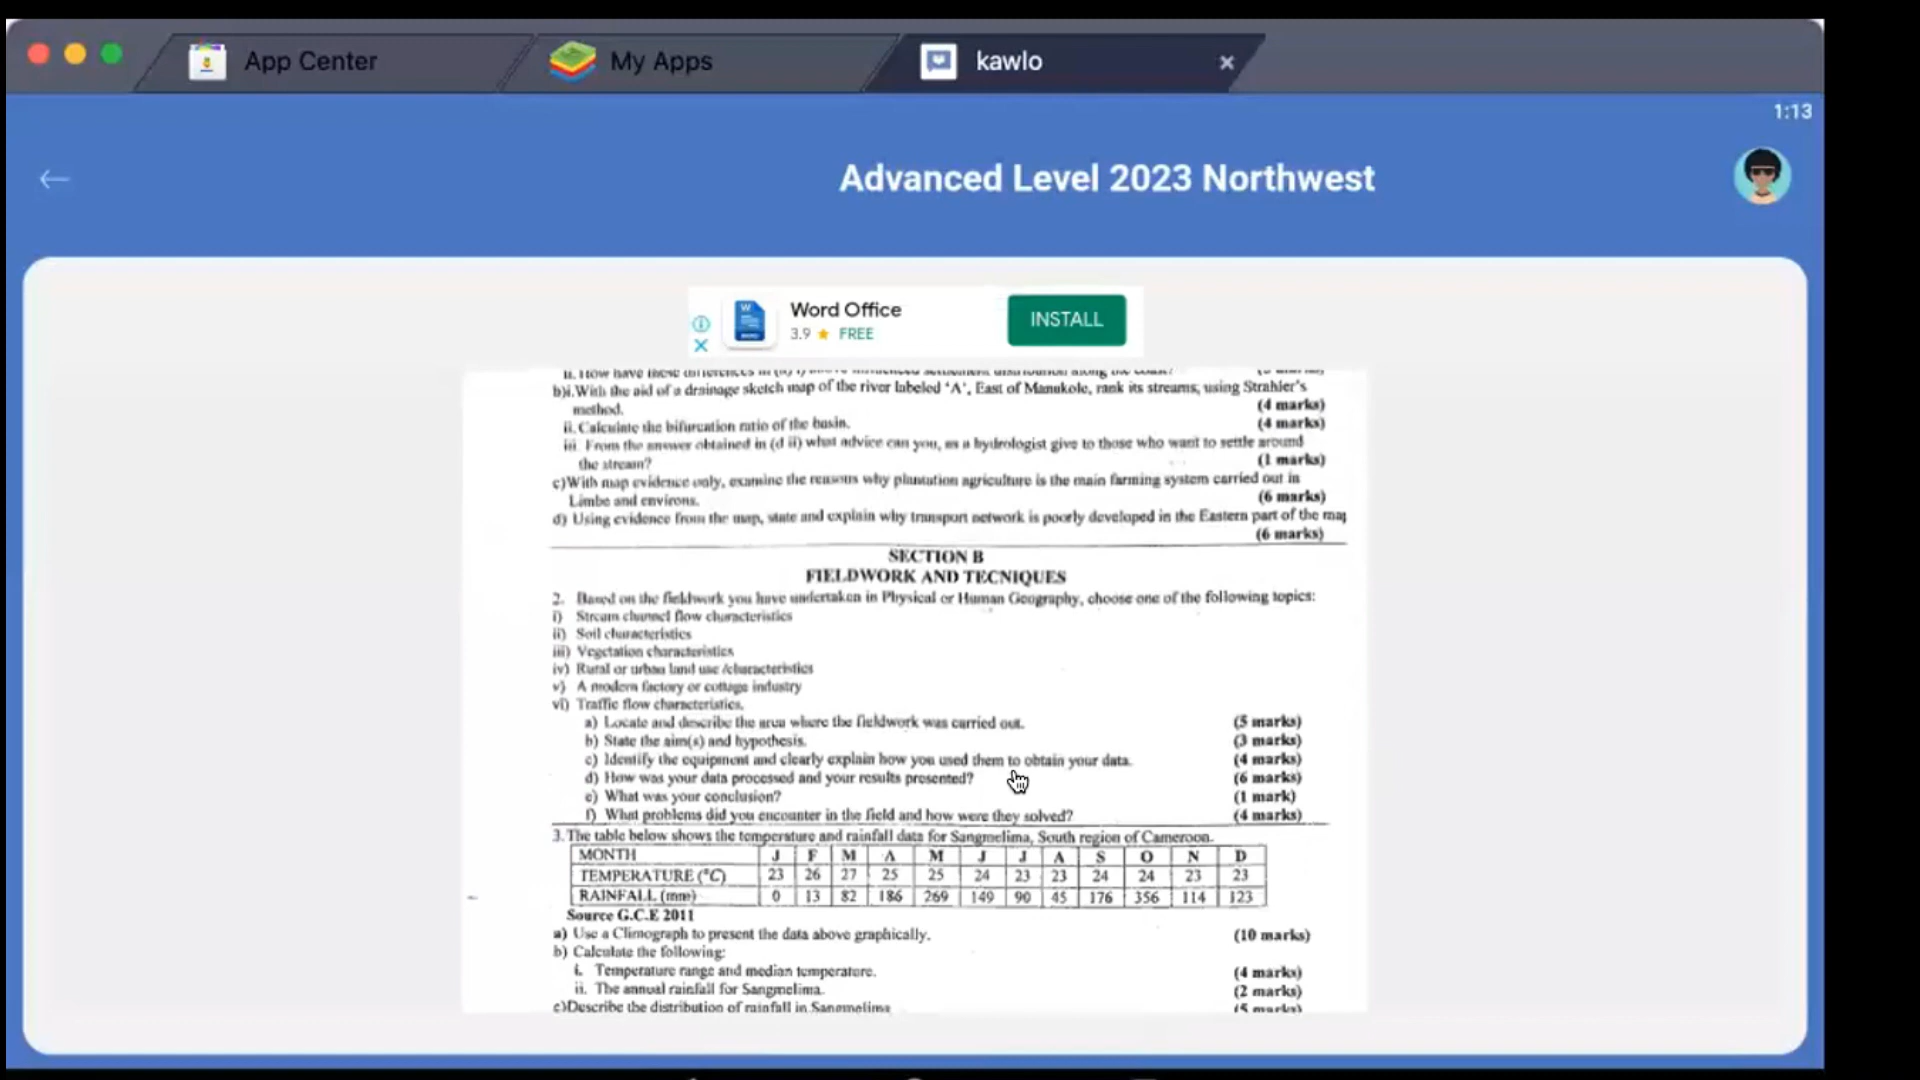 App Center
My Apps
kawlo
1:13
Advanced Level 2023 Northwest
Word Office
3.9 ★ FREE
INSTALL
b)i.With the aid of a drainage sketch map of the river labeled ‘A’, East of Manukole, rank its streams, using Strahler's
method. (4 marks)
ii. Calculate the bifurcation ratio of the basin. (4 marks)
iii From the answer obtained in (d ii) what advice can you, as a hydrologist give to those who want to settle around
the stream? (1 marks)
c)With map evidence only, examine the reasons why plantation agriculture is the main farming system carried out in
Limbe and environs. (6 marks)
d) Using evidence from the map, state and explain why transport network is poorly developed in the Eastern part of the map
(6 marks)
SECTION B
FIELDWORK AND TECNIQUES
2. Based on the fieldwork you have undertaken in Physical or Human Geography, choose one of the following topics:
i) Stream channel flow characteristics
ii) Soil characteristics
iii) Vegetation characteristics
iv) Rural or urban land use /characteristics
v) A modern factory or cottage industry
vi) Traffic flow characteristics.
a) Locate and describe the area where the fieldwork was carried out. (5 marks)
b) State the aim(s) and hypothesis. (3 marks)
c) Identify the equipment and clearly explain how you used them to obtain your data. (4 marks)
d) How was your data processed and your results presented? (6 marks)
e) What was your conclusion? (1 mark)
f) What problems did you encounter in the field and how were they solved? (4 marks)
3. The table below shows the temperature and rainfall data for Sangmelima, South region of Cameroon.
MONTH J F M A M J J A S O N D
TEMPERATURE (°C) 23 26 27 25 25 24 23 23 24 24 23 23
RAINFALL (mm) 0 13 82 186 269 149 90 45 176 356 114 123
Source G.C.E 2011
a) Use a Climograph to present the data above graphically. (10 marks)
b) Calculate the following:
i. Temperature range and median temperature. (4 marks)
ii. The annual rainfall for Sangmelima. (2 marks)
c)Describe the distribution of rainfall in Sangmelima (5 marks)